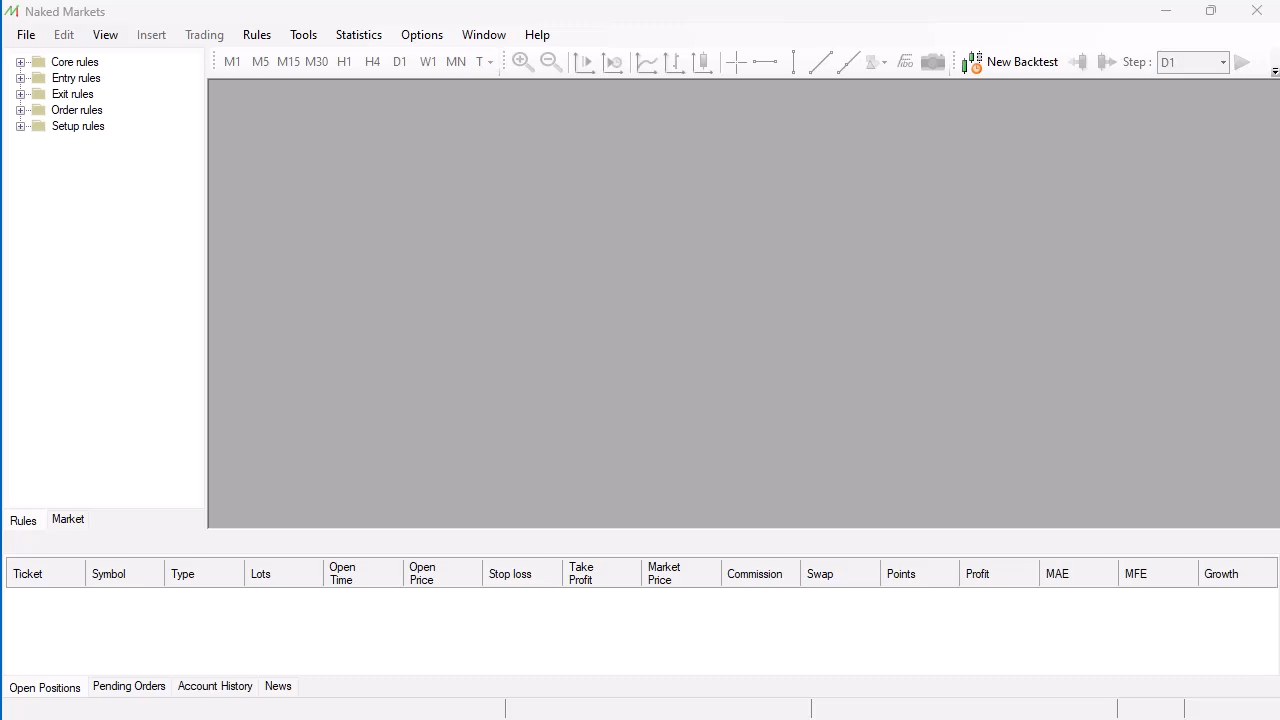 Naked Markets
File Edit View Insert Trading Rules Tools Statistics Options Window Help
M1 M5 M15 M30 H1 H4 D1 W1 MN T New Backtest Step : D1
Core rules
Entry rules
Exit rules
Order rules
Setup rules
Rules Market
Ticket Symbol Type Lots Open Time Open Price Stop loss Take Profit Market Price Commission Swap Points Profit MAE MFE Growth
Open Positions Pending Orders Account History News